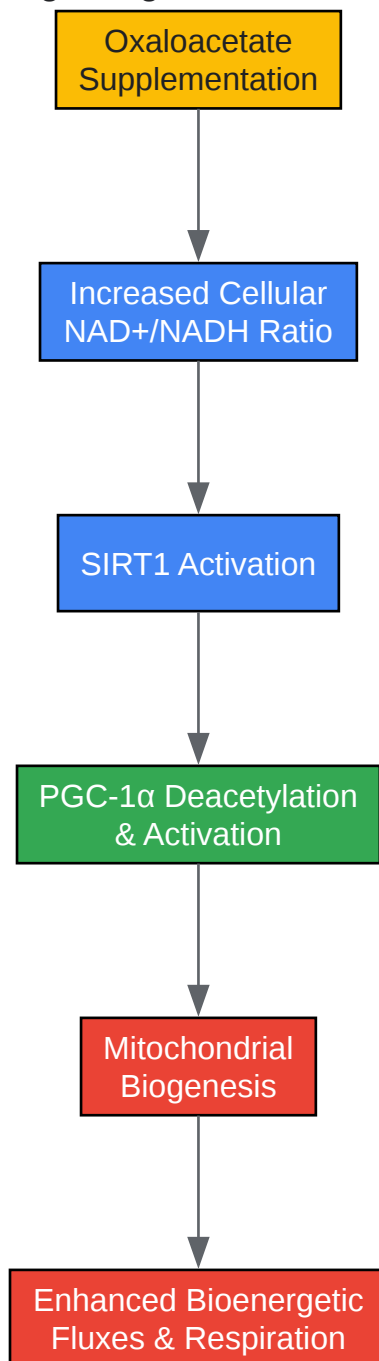 Oxaloacetate
Supplementation
Increased Cellular
NAD+/NADH Ratio
SIRT1 Activation
PGC-1α Deacetylation
& Activation
Mitochondrial
Biogenesis
Enhanced Bioenergetic
Fluxes & Respiration